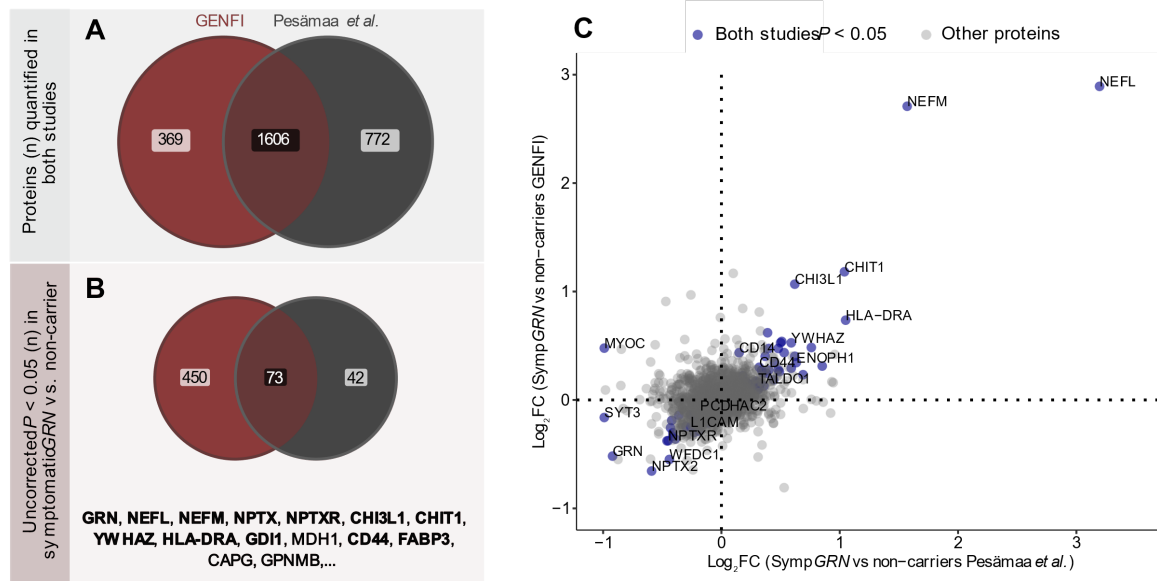 GENFI
Pesämaa et al.
A
Proteins (n) quantified in
both studies
369
1606
772
B
Uncorrected P < 0.05 (n) in
symptomatic GRN vs. non-carrier
450
73
42
GRN, NEFL, NEFM, NPTX, NPTXR, CHI3L1, CHIT1,
YWHAZ, HLA-DRA, GDI1, MDH1, CD44, FABP3,
CAPG, GPNMB,...
C
Both studies P < 0.05
Other proteins
Log2FC (Symp GRN vs non-carriers GENFI)
3
2
1
0
−1
NEFL
NEFM
CHIT1
CHI3L1
HLA−DRA
MYOC
YWHAZ
CD14
ENOPH1
CD44
TALDO1
PCDHAC2
SYT3
L1CAM
NPTXR
GRN
WFDC1
NPTX2
−1
0
1
2
3
Log2FC (Symp GRN vs non-carriers Pesämaa et al.)